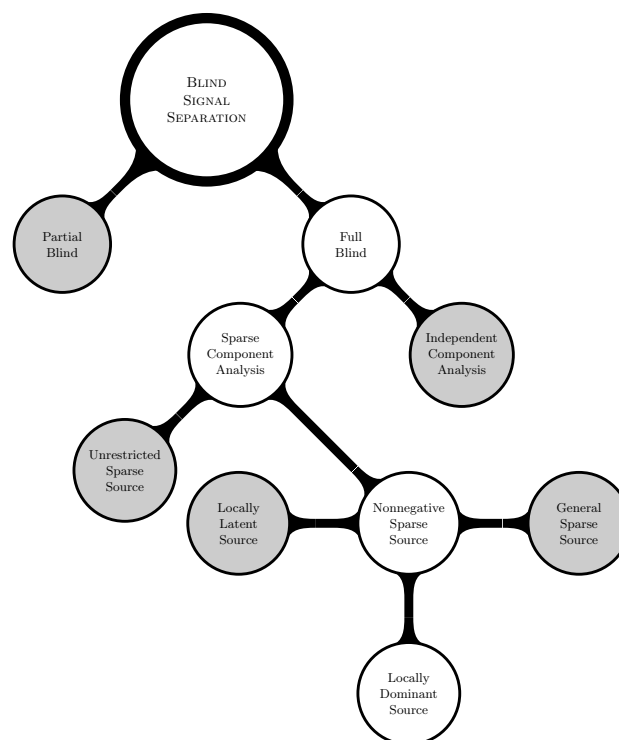 BLIND
SIGNAL
SEPARATION
Partial
Blind
Full
Blind
Sparse
Component
Analysis
Independent
Component
Analysis
Unrestricted
Sparse
Source
Locally
Latent
Source
Nonnegative
Sparse
Source
General
Sparse
Source
Locally
Dominant
Source